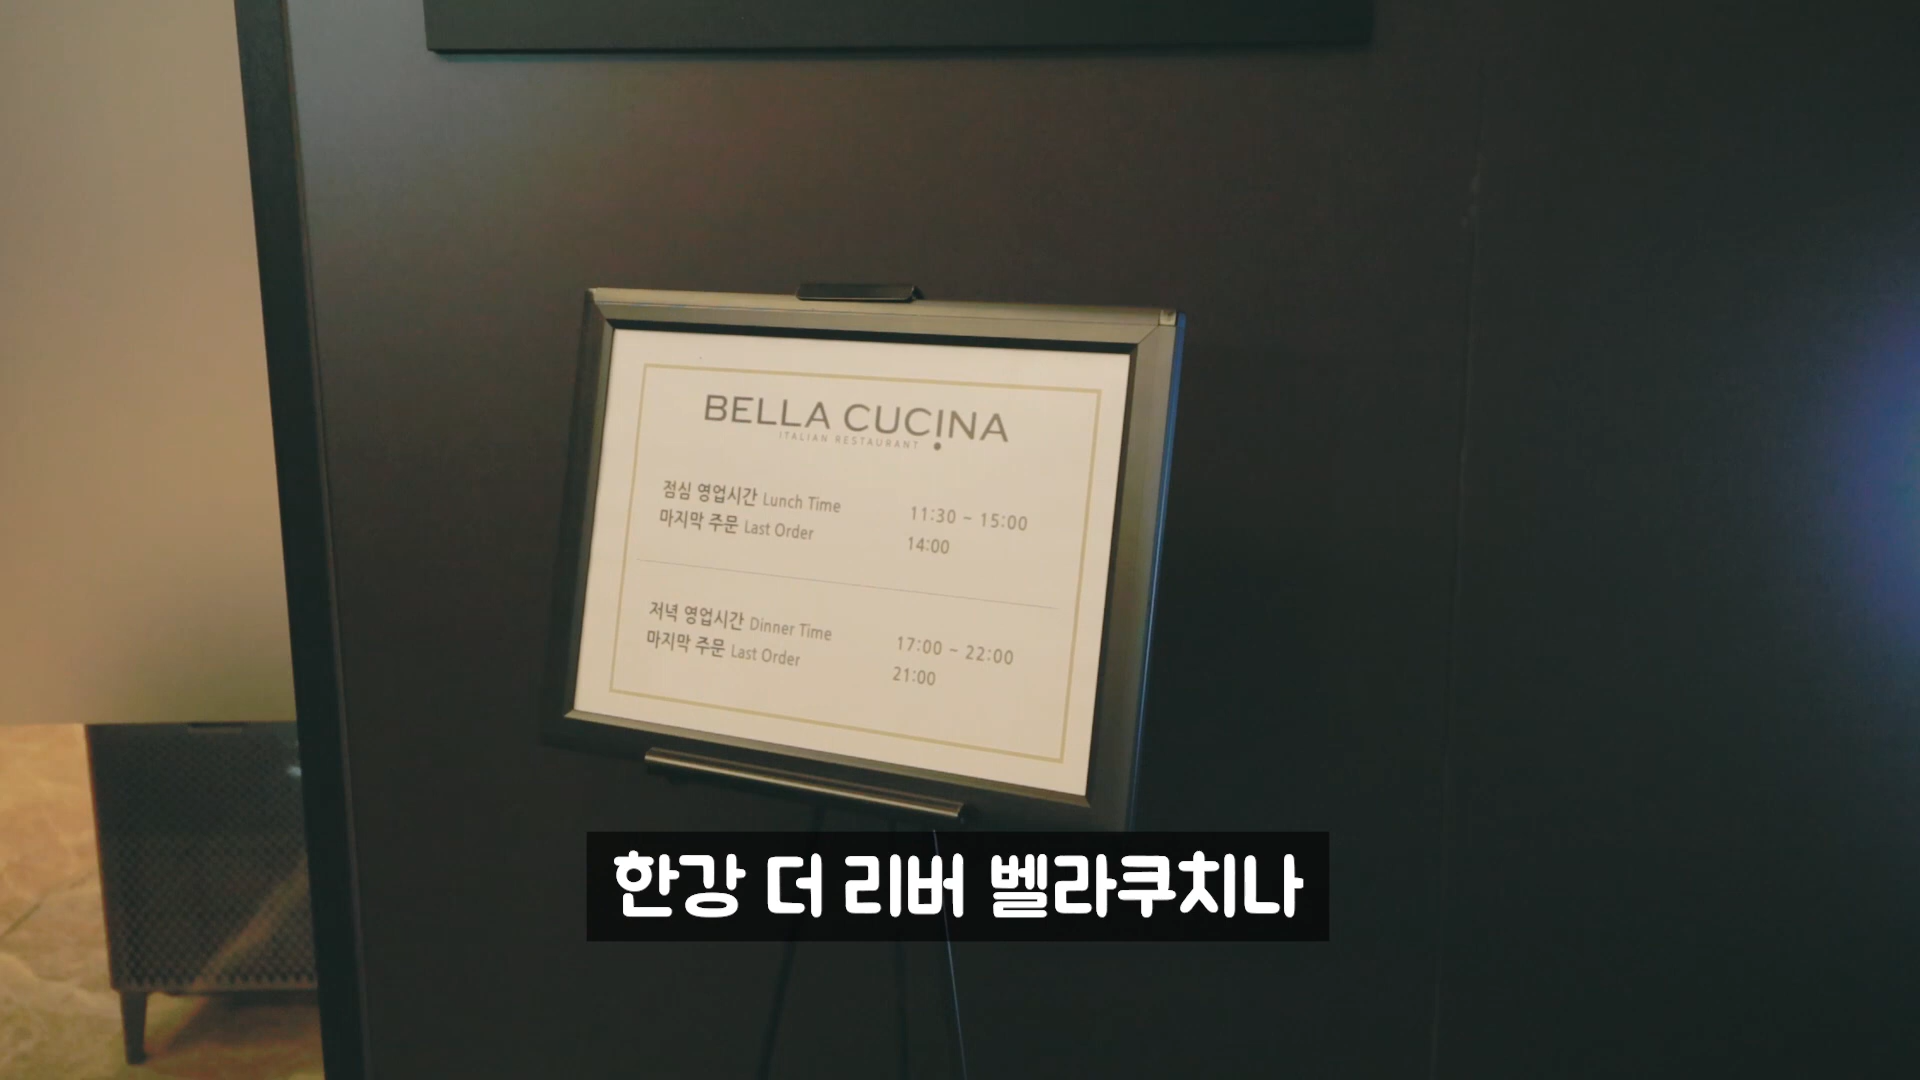 BELLA CUCINA
ITALIAN RESTAURANT
점심 영업시간 Lunch Time 11:30 ~ 15:00
마지막 주문 Last Order 14:00
저녁 영업시간 Dinner Time 17:00 ~ 22:00
마지막 주문 Last Order 21:00
한강 더 리버 벨라쿠치나